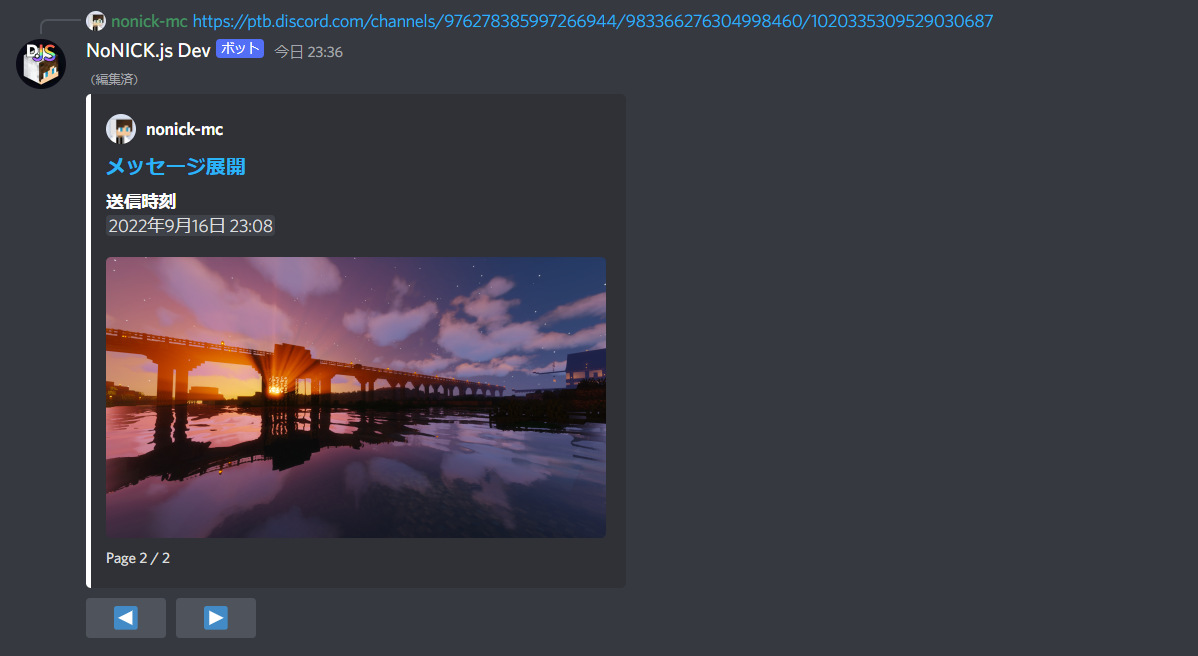 nonick-mc https://ptb.discord.com/channels/976278385997266944/983366276304998460/1020335309529030687
DJS
NoNICK.js Dev ボット 今日 23:36
(編集済)
nonick-mc
メッセージ展開
送信時刻
2022年9月16日 23:08
Page 2 / 2